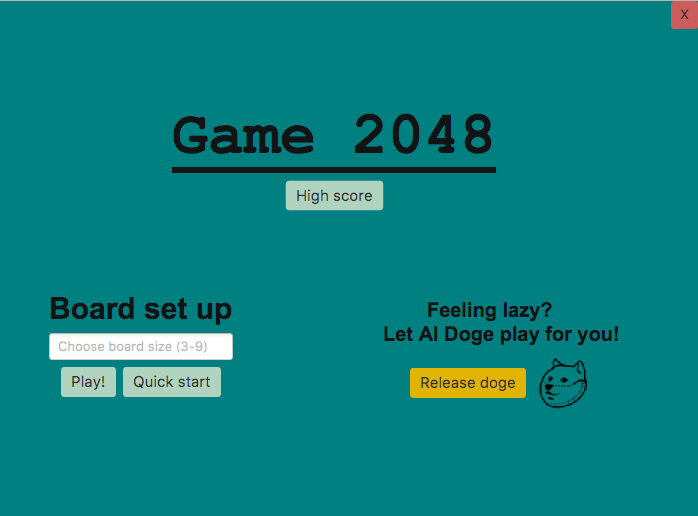 X
Game 2048
High score
Board set up
Choose board size (3-9)
Play!
Quick start
Feeling lazy?
Let AI Doge play for you!
Release doge